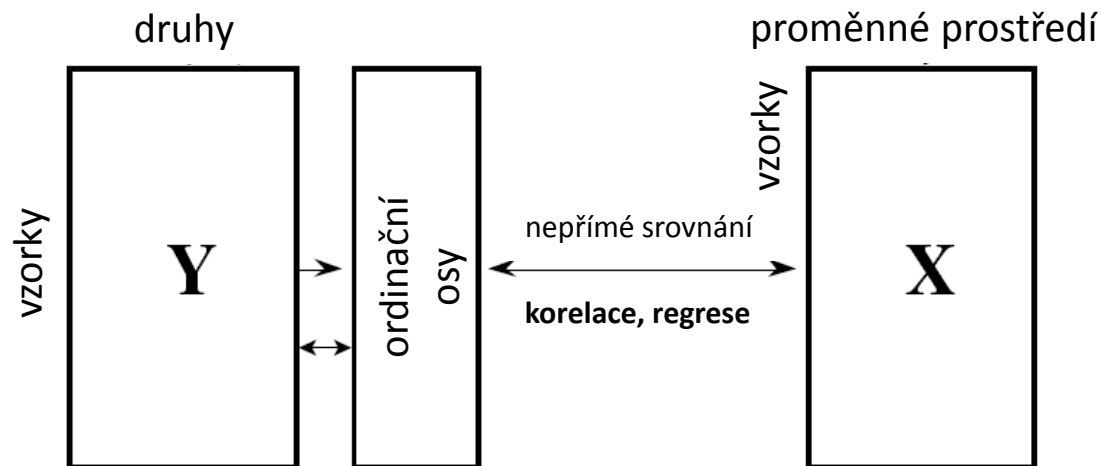 druhy
proměnné prostředí
vzorky
Y
ordinační
osy
nepřímé srovnání
korelace, regrese
vzorky
X